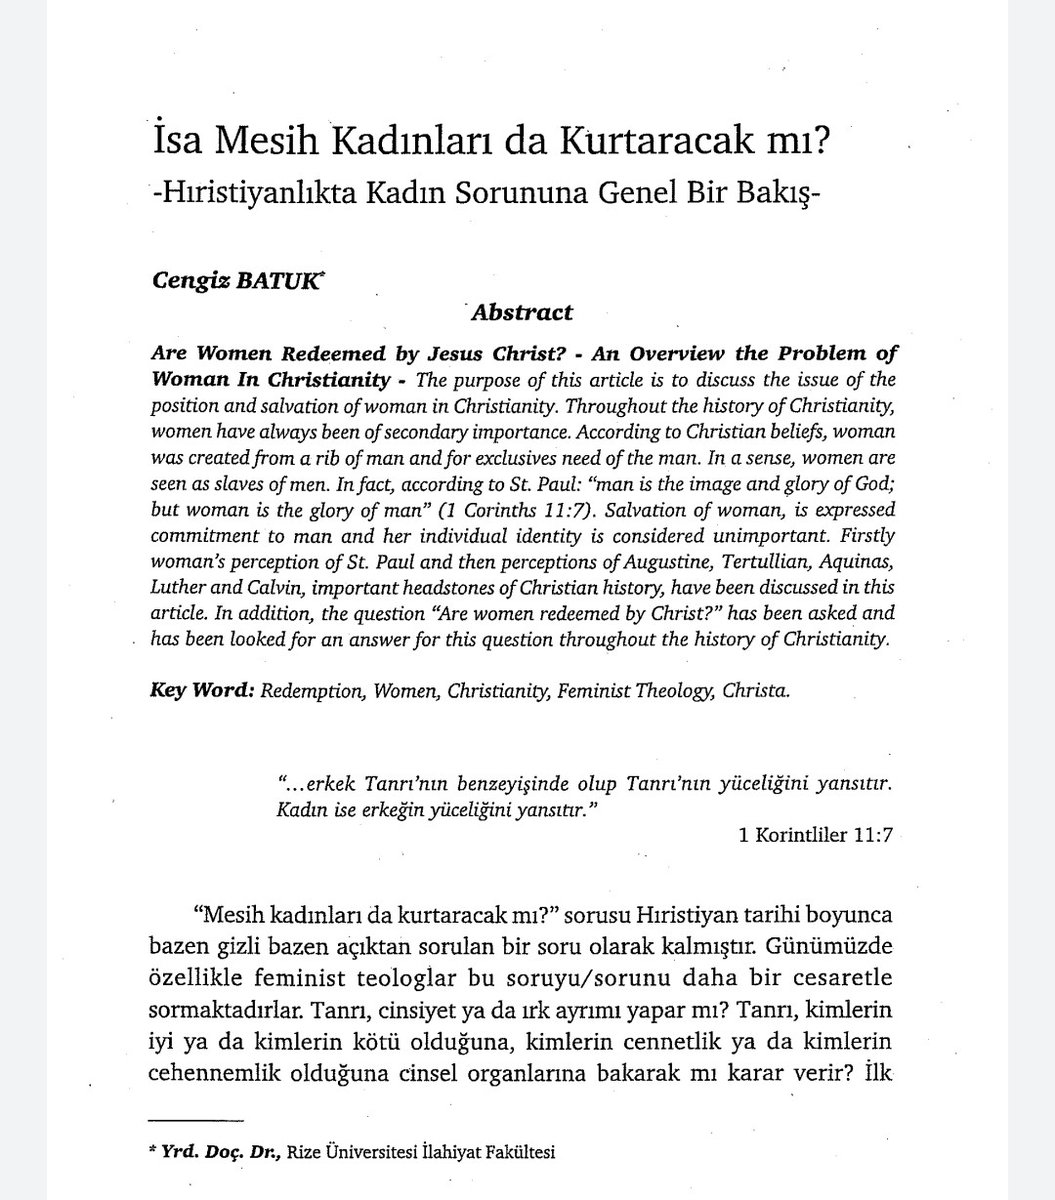 İsa Mesih Kadınları da Kurtaracak mı?
-Hıristiyanlıkta Kadın Sorununa Genel Bir Bakış-
Cengiz BATUK*
Abstract
Are Women Redeemed by Jesus Christ? - An Overview the Problem of
Woman In Christianity - The purpose of this article is to discuss the issue of the
position and salvation of woman in Christianity. Throughout the history of Christianity,
women have always been of secondary importance. According to Christian beliefs, woman
was created from a rib of man and for exclusives need of the man. In a sense, women are
seen as slaves of men. In fact, according to St. Paul: “man is the image and glory of God;
but woman is the glory of man” (1 Corinths 11:7). Salvation of woman, is expressed
commitment to man and her individual identity is considered unimportant. Firstly
woman's perception of St. Paul and then perceptions of Augustine, Tertullian, Aquinas,
Luther and Calvin, important headstones of Christian history, have been discussed in this
article. In addition, the question “Are women redeemed by Christ?” has been asked and
has been looked for an answer for this question throughout the history of Christianity.
Key Word: Redemption, Women, Christianity, Feminist Theology, Christa.
“…erkek Tanrı’nın benzeyişinde olup Tanrı’nın yüceliğini yansıtır.
Kadın ise erkeğin yüceliğini yansıtır.”
1 Korintliler 11:7
“Mesih kadınları da kurtaracak mı?” sorusu Hıristiyan tarihi boyunca
bazen gizli bazen açıktan sorulan bir soru olarak kalmıştır. Günümüzde
özellikle feminist teologlar bu soruyu/sorunu daha bir cesaretle
sormaktadırlar. Tanrı, cinsiyet ya da ırk ayrımı yapar mı? Tanrı, kimlerin
iyi ya da kimlerin kötü olduğuna, kimlerin cennetlik ya da kimlerin
cehennemlik olduğuna cinsel organlarına bakarak mı karar verir? İlk
* Yrd. Doç. Dr., Rize Üniversitesi İlahiyat Fakültesi